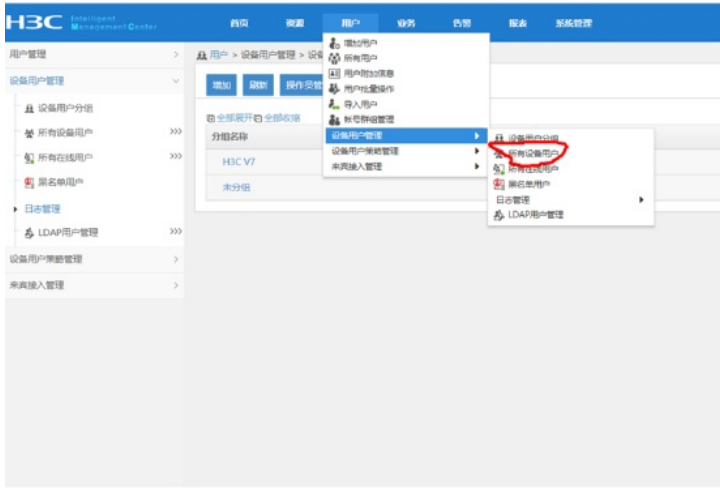 H3C Intelligent Management Center
首页 资源 用户 业务 告警 报表 系统管理
用户管理
设备用户管理
设备用户分组
所有设备用户
所有在线用户
黑名单用户
日志管理
LDAP用户管理
设备用户策略管理
来宾接入管理
用户 > 设备用户管理 >
增加 刷新
全部展开 全部收缩
分组名称
H3C V7
未分组
增加用户
所有用户
用户附加信息
用户批量操作
导入用户
帐号群组管理
设备用户管理
设备用户策略管理
来宾接入管理
设备用户分组
所有设备用户
所有在线用户
黑名单用户
日志管理
LDAP用户管理